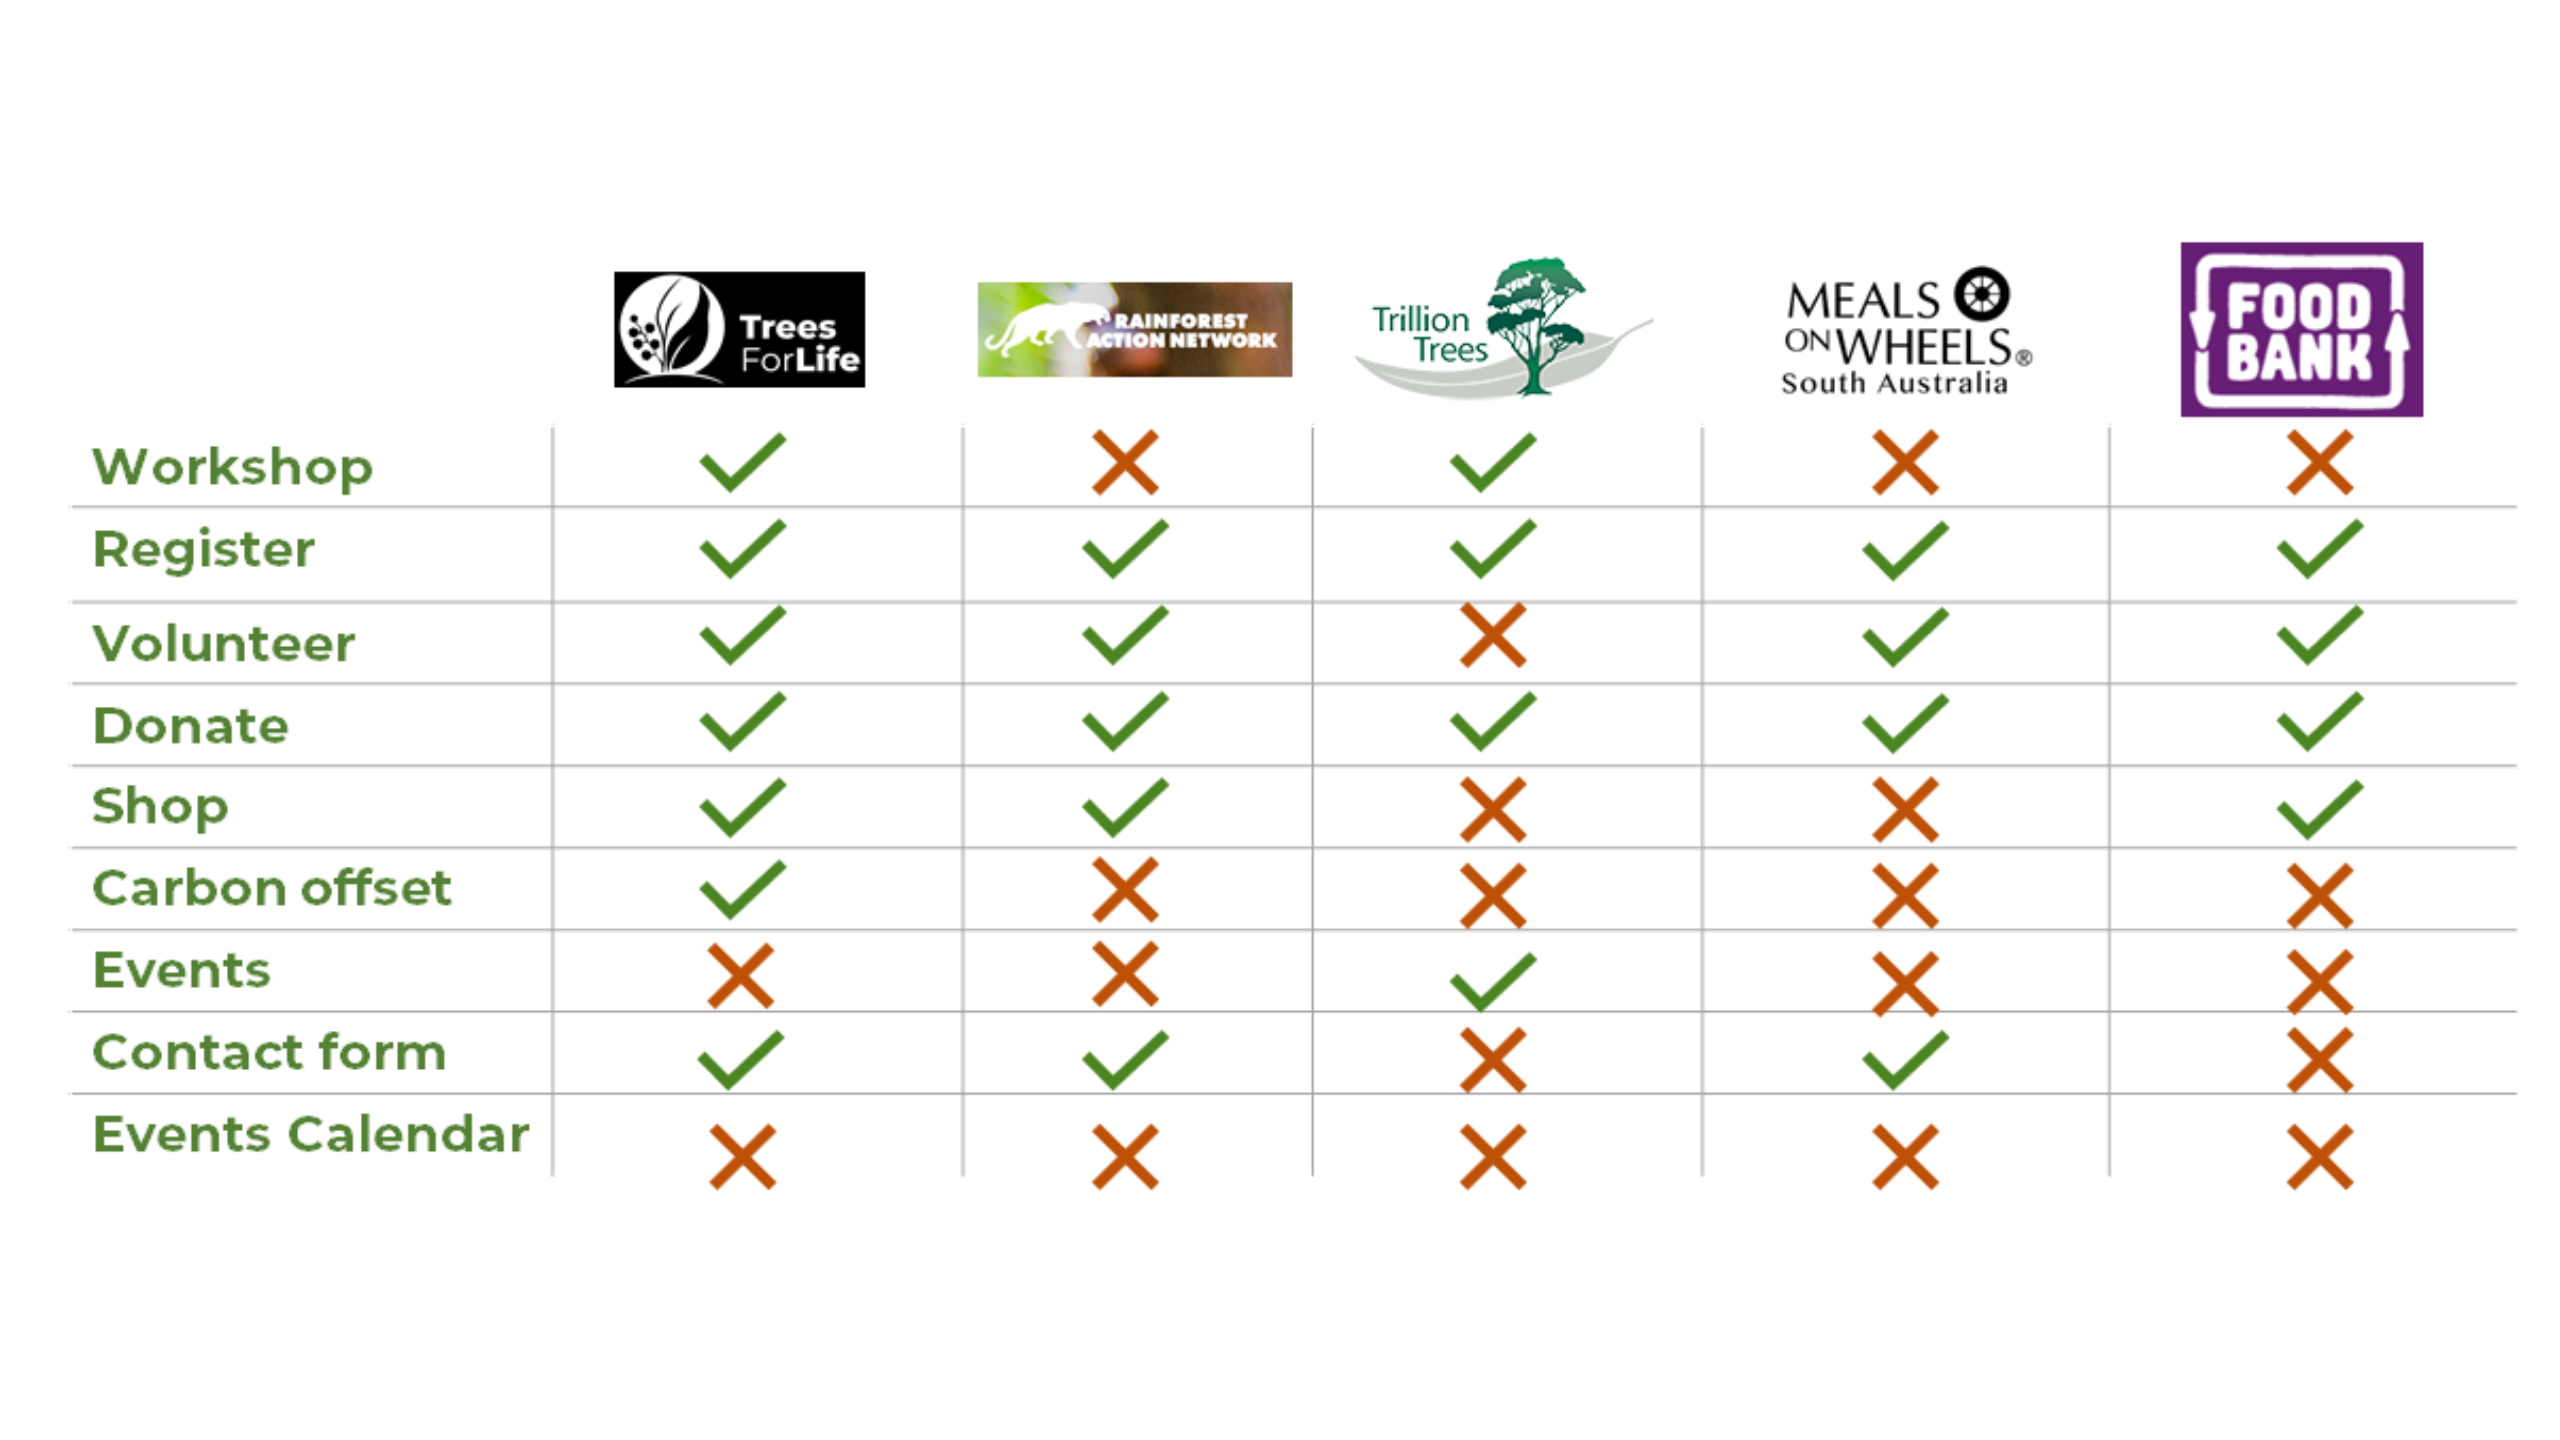 Trees
ForLife
RAINFOREST
ACTION NETWORK
Trillion
Trees
MEALS
ON WHEELS®
South Australia
FOOD
BANK
Workshop
Register
Volunteer
Donate
Shop
Carbon offset
Events
Contact form
Events Calendar